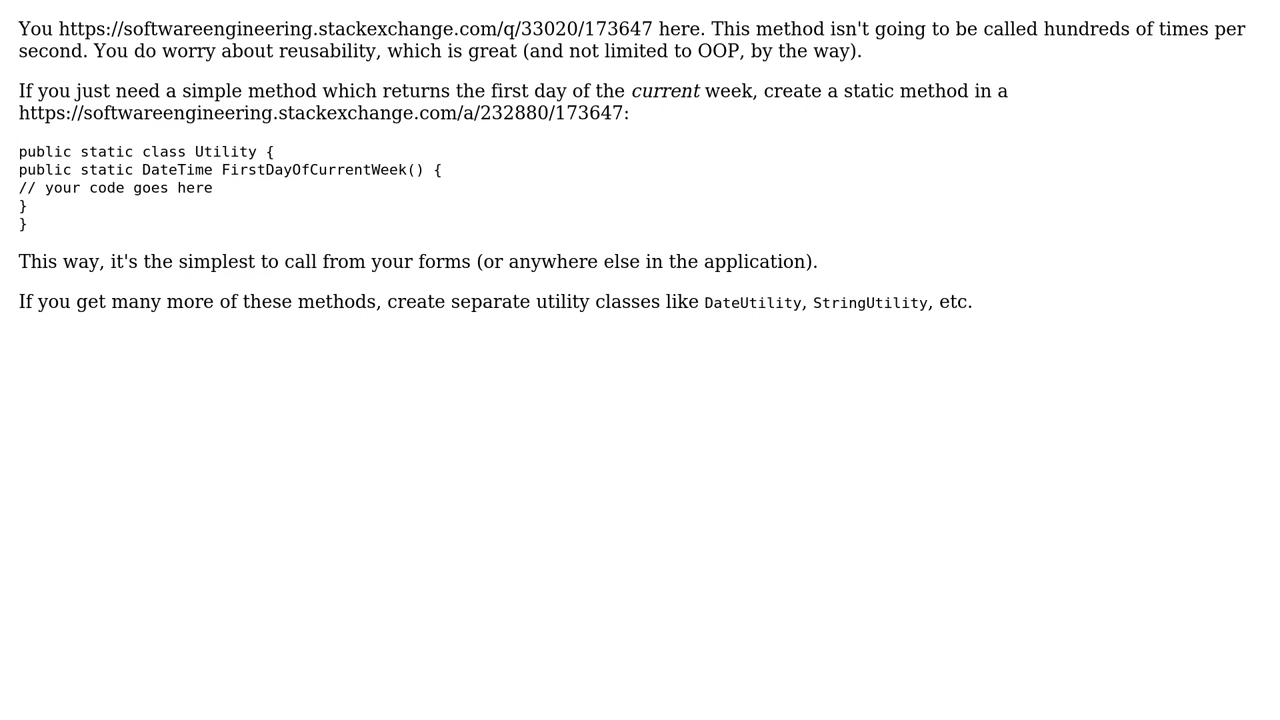 You https://softwareengineering.stackexchange.com/q/33020/173647 here. This method isn't going to be called hundreds of times per
second. You do worry about reusability, which is great (and not limited to OOP, by the way).
If you just need a simple method which returns the first day of the current week, create a static method in a
https://softwareengineering.stackexchange.com/a/232880/173647:
public static class Utility {
public static DateTime FirstDayOfCurrentWeek() {
// your code goes here
}
}
This way, it's the simplest to call from your forms (or anywhere else in the application).
If you get many more of these methods, create separate utility classes like DateUtility, StringUtility, etc.